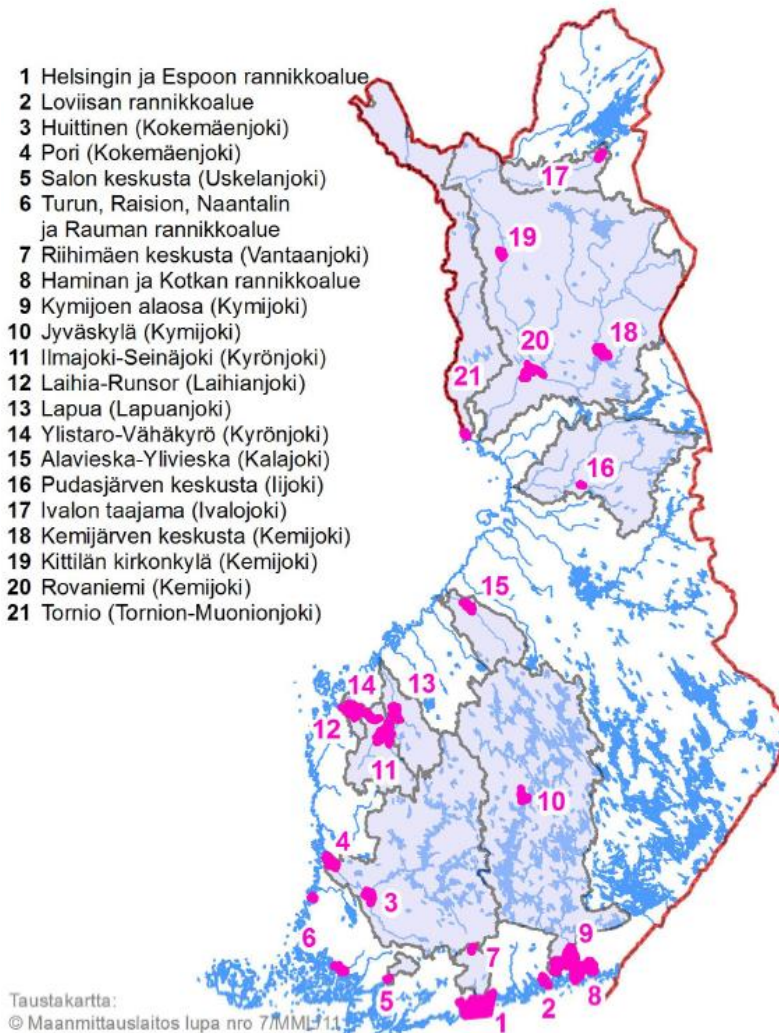 1 Helsingin ja Espoon rannikkoalue
2 Loviisan rannikkoalue
3 Huittinen (Kokemäenjoki)
4 Pori (Kokemäenjoki)
5 Salon keskusta (Uskelanjoki)
6 Turun, Raision, Naantalin
ja Rauman rannikkoalue
7 Riihimäen keskusta (Vantaanjoki)
8 Haminan ja Kotkan rannikkoalue
9 Kymijoen alaosa (Kymijoki)
10 Jyväskylä (Kymijoki)
11 Ilmajoki-Seinäjoki (Kyrönjoki)
12 Laihia-Runsor (Laihianjoki)
13 Lapua (Lapuanjoki)
14 Ylistaro-Vähäkyrö (Kyrönjoki)
15 Alavieska-Ylivieska (Kalajoki)
16 Pudasjärven keskusta (Iijoki)
17 Ivalon taajama (Ivalojoki)
18 Kemijärven keskusta (Kemijoki)
19 Kittilän kirkonkylä (Kemijoki)
20 Rovaniemi (Kemijoki)
21 Tornio (Tornion-Muonionjoki)
17
19
20
18
21
16
15
14
13
12
11
10
4
3
6
7
9
5
1
2
8
Taustakartta:
© Maanmittauslaitos lupa nro 7/MML/11